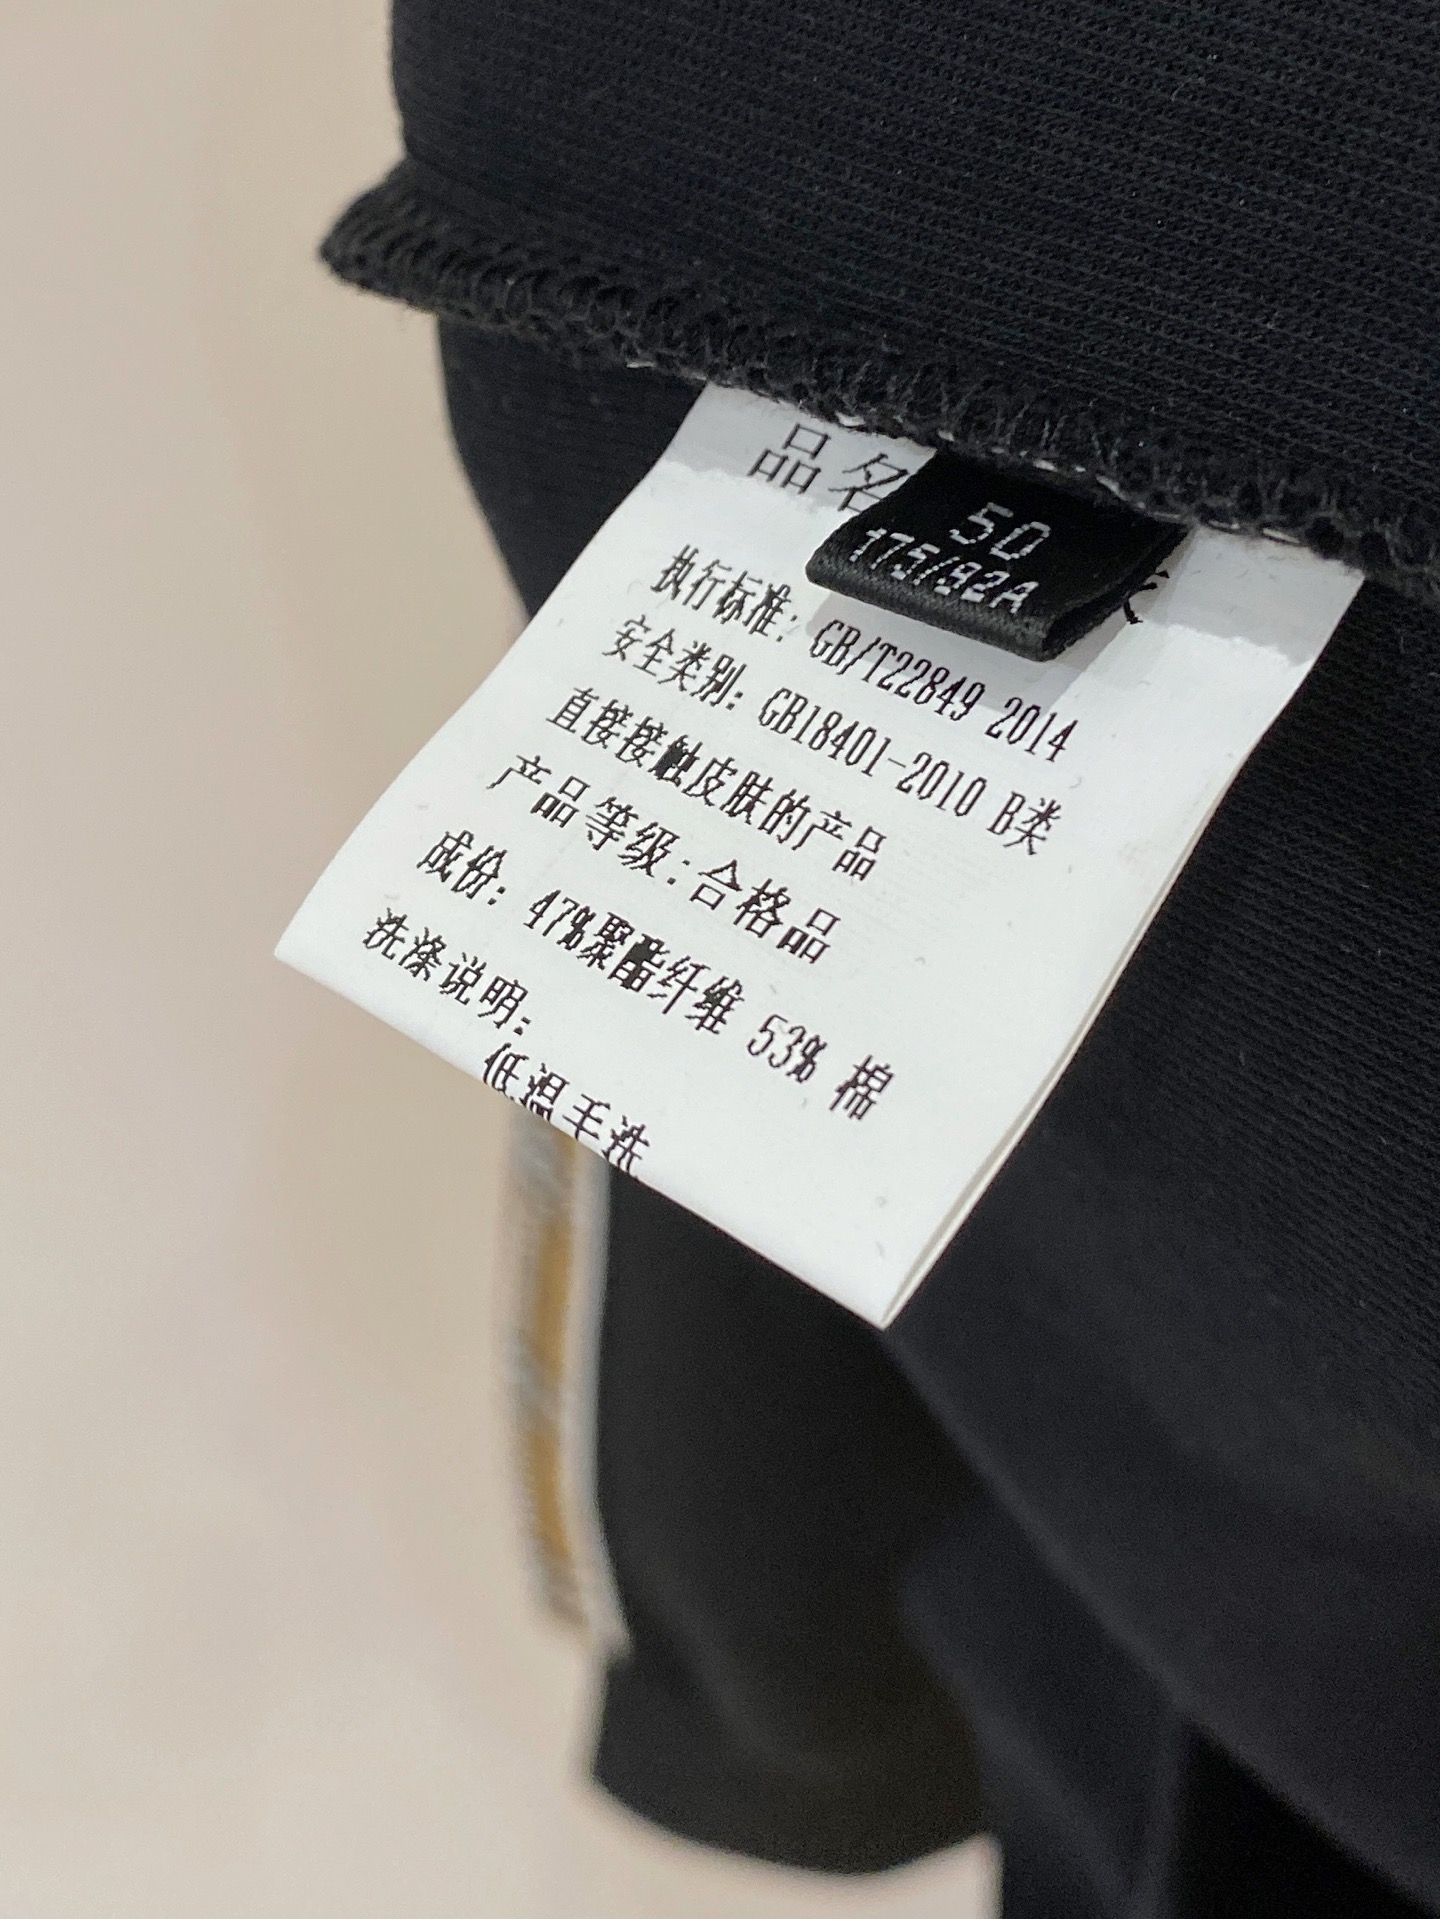 品名
50
175/92A
执行标准: GB/T22849 2014
安全类别: GB18401-2010 B类
直接接触皮肤的产品
产品等级: 合格品
成份: 47%聚酯纤维 53% 棉
洗涤说明:
低温手洗